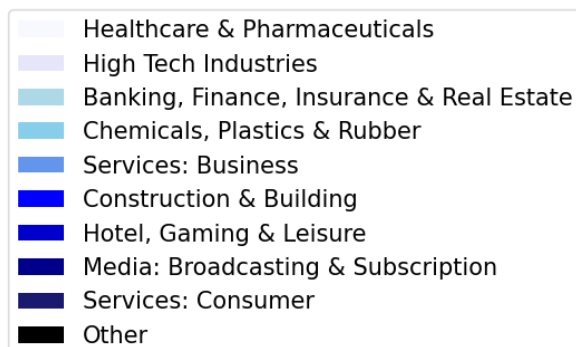 Healthcare & Pharmaceuticals
High Tech Industries
Banking, Finance, Insurance & Real Estate
Chemicals, Plastics & Rubber
Services: Business
Construction & Building
Hotel, Gaming & Leisure
Media: Broadcasting & Subscription
Services: Consumer
Other